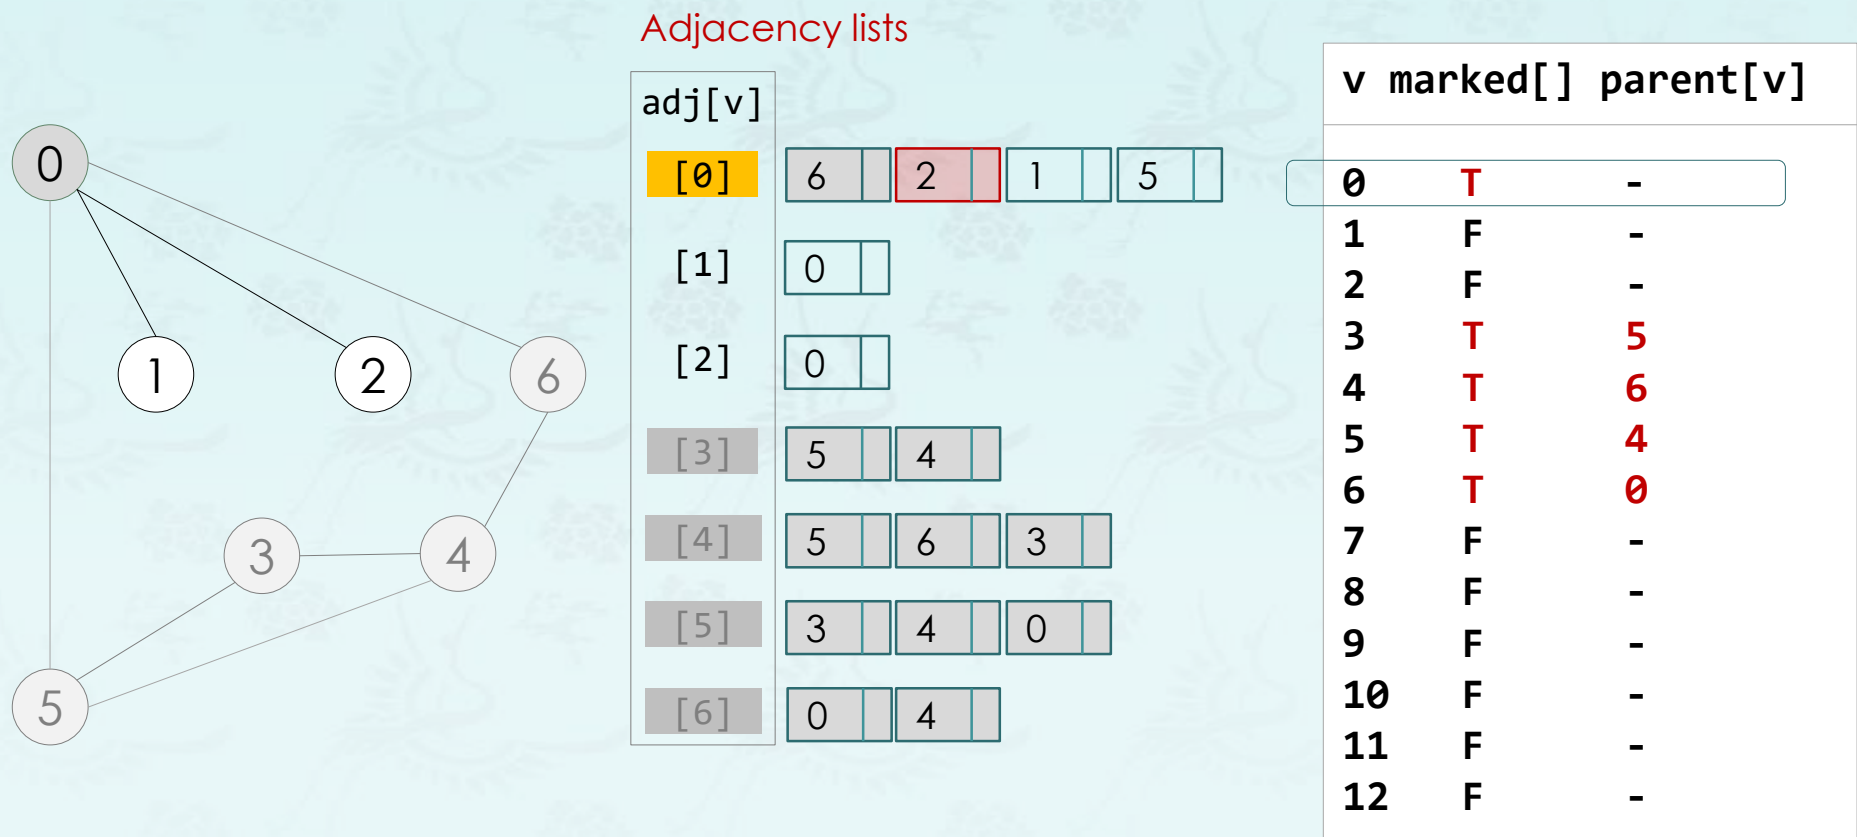 Adjacency lists
adj[v]
[0] 6 2 1 5
[1] 0
[2] 0
[3] 5 4
[4] 5 6 3
[5] 3 4 0
[6] 0 4
0
1 2 6
3 4
5
v marked[] parent[v]
0 T -
1 F -
2 F -
3 T 5
4 T 6
5 T 4
6 T 0
7 F -
8 F -
9 F -
10 F -
11 F -
12 F -